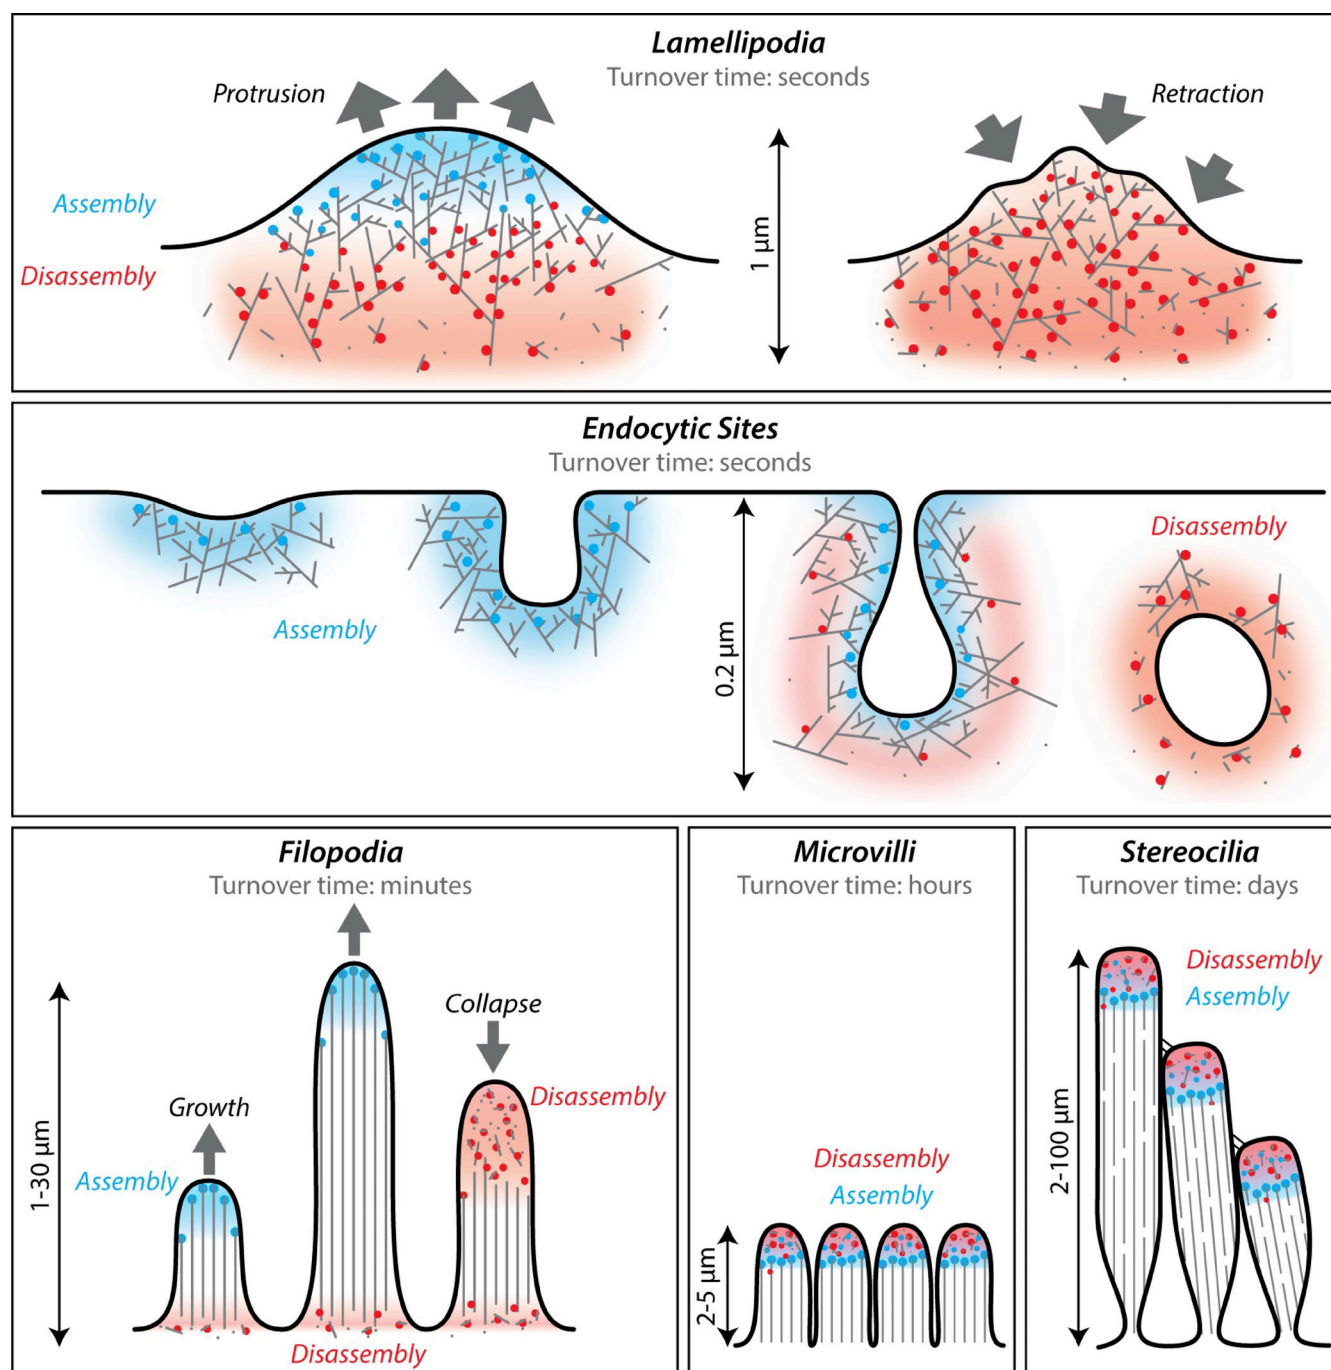 Lamellipodia
Turnover time: seconds
Protrusion
Retraction
Assembly
Disassembly
1 μm
Endocytic Sites
Turnover time: seconds
Assembly
Disassembly
0.2 μm
Filopodia
Turnover time: minutes
Collapse
Disassembly
Growth
Assembly
1-30 μm
Disassembly
Microvilli
Turnover time: hours
Disassembly
Assembly
2-5 μm
Stereocilia
Turnover time: days
Disassembly
Assembly
2-100 μm